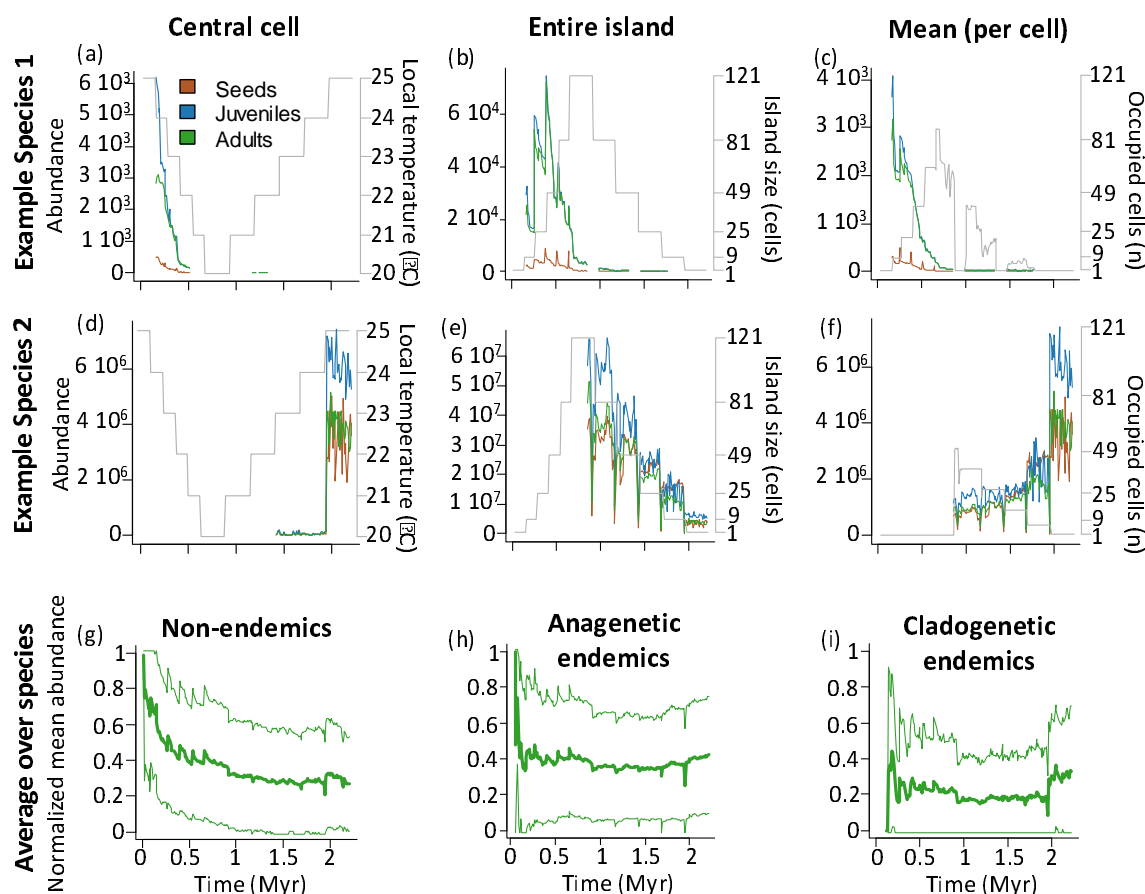 Central cell
Entire island
Mean (per cell)
Example Species 1
(a)
Abundance
6 10³
5 10³
4 10³
3 10³
2 10³
1 10³
0
Seeds
Juveniles
Adults
25
24
23
22
21
20
Local temperature (⍰C)
(b)
6 10⁴
4 10⁴
2 10⁴
0
121
81
49
25
9
1
Island size (cells)
(c)
4 10³
3 10³
2 10³
1 10³
0
121
81
49
25
9
1
Occupied cells (n)
Example Species 2
(d)
Abundance
6 10⁶
4 10⁶
2 10⁶
0
25
24
23
22
21
20
Local temperature (⍰C)
(e)
6 10⁷
5 10⁷
4 10⁷
3 10⁷
2 10⁷
1 10⁷
0
121
81
49
25
9
1
Island size (cells)
(f)
6 10⁶
4 10⁶
2 10⁶
0
121
81
49
25
9
1
Occupied cells (n)
Average over species
Normalized mean abundance
(g)
Non-endemics
1
0.8
0.6
0.4
0.2
0
0 0.5 1 2
Time (Myr)
(h)
Anagenetic
endemics
1
0.8
0.6
0.4
0.2
0
0 0.5 1 2
Time (Myr)
(i)
Cladogenetic
endemics
1
0.8
0.6
0.4
0.2
0
0 0.5 1 2
Time (Myr)